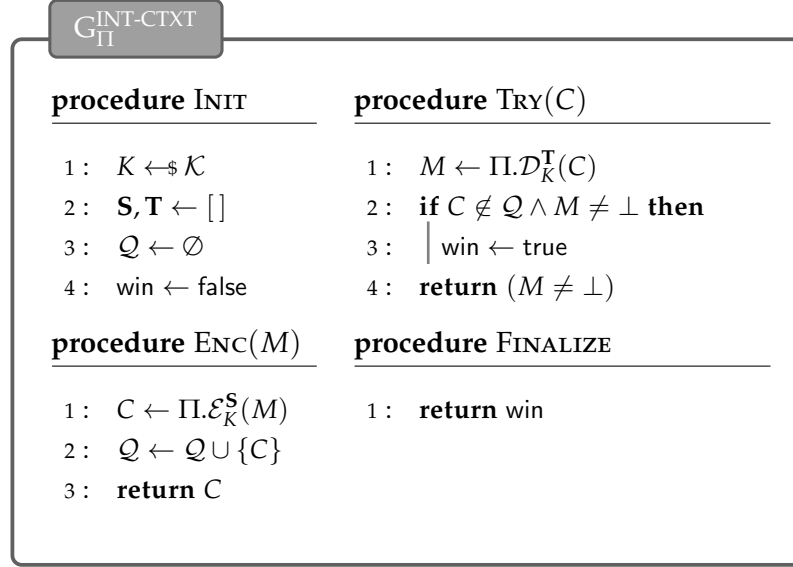 G_Π^INT-CTXT
procedure INIT
1 : K ←$ 𝒦
2 : S, T ← [ ]
3 : 𝒬 ← ∅
4 : win ← false
procedure TRY(C)
1 : M ← Π.𝒟_K^T(C)
2 : if C ∉ 𝒬 ∧ M ≠ ⊥ then
3 : win ← true
4 : return (M ≠ ⊥)
procedure ENC(M)
1 : C ← Π.ℰ_K^S(M)
2 : 𝒬 ← 𝒬 ∪ {C}
3 : return C
procedure FINALIZE
1 : return win